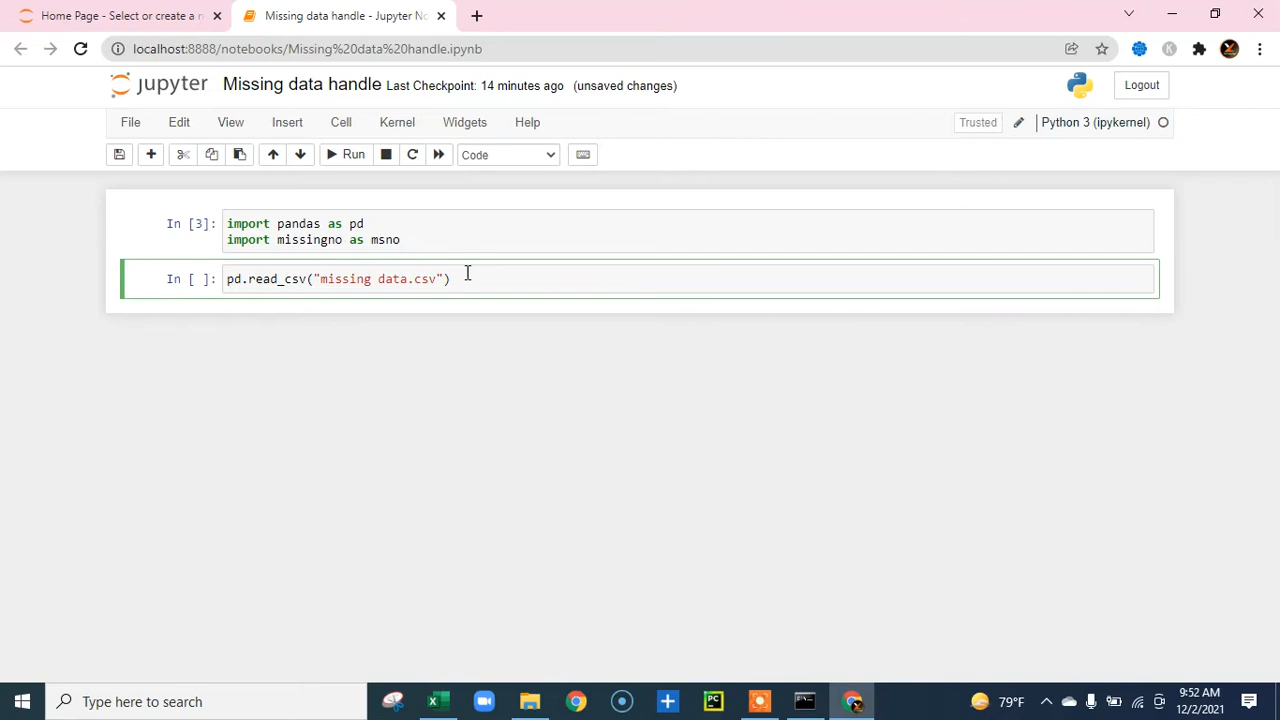 Home Page - Select or create a n
Missing data handle - Jupyter No
localhost:8888/notebooks/Missing%20data%20handle.ipynb
K
jupyter Missing data handle Last Checkpoint: 14 minutes ago (unsaved changes)
Logout
File Edit View Insert Cell Kernel Widgets Help
Trusted Python 3 (ipykernel)
Run Code
In [3]: import pandas as pd
import missingno as msno
In [ ]: pd.read_csv("missing data.csv")
Type here to search
PC
79°F
9:52 AM
12/2/2021